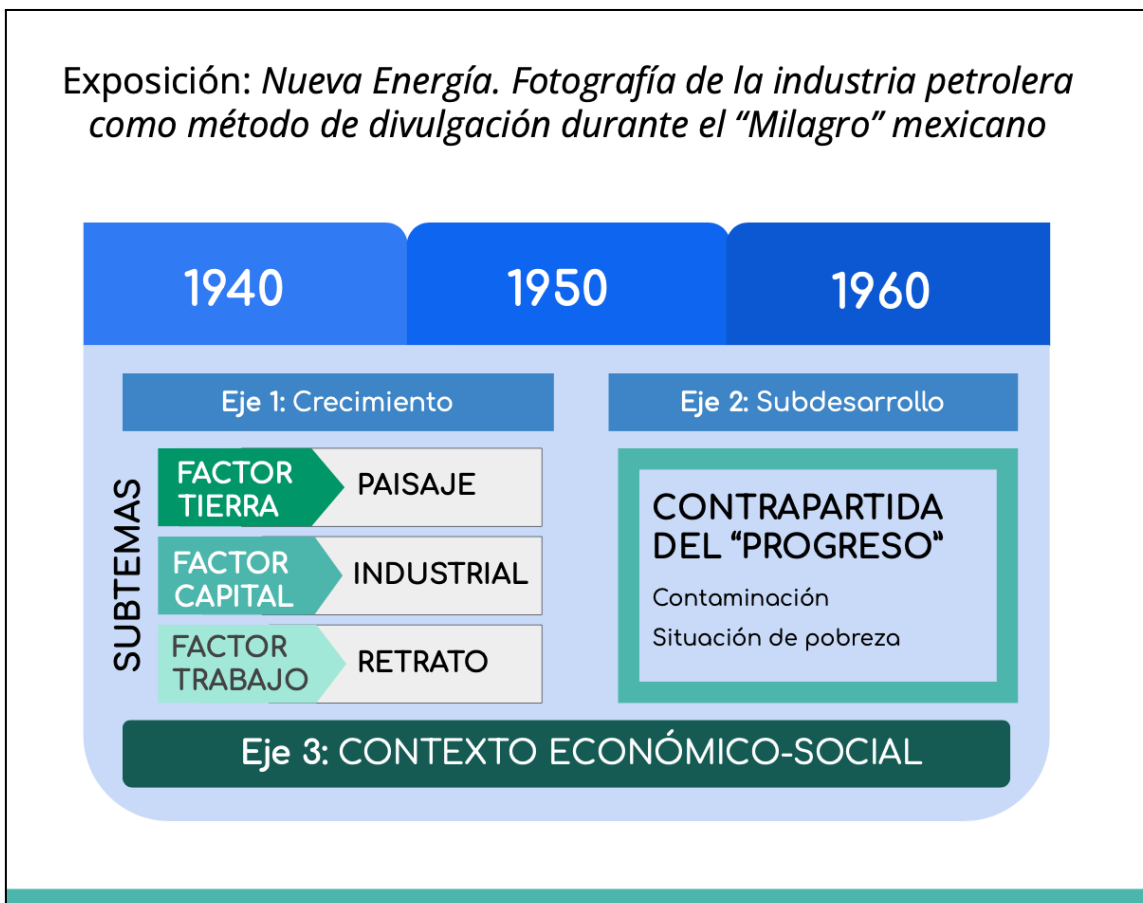 Exposición: Nueva Energía. Fotografía de la industria petrolera
como método de divulgación durante el “Milagro” mexicano
1940
1950
1960
Eje 1: Crecimiento
Eje 2: Subdesarrollo
SUBTEMAS
FACTOR
TIERRA
PAISAJE
FACTOR
CAPITAL
INDUSTRIAL
FACTOR
TRABAJO
RETRATO
CONTRAPARTIDA
DEL “PROGRESO”
Contaminación
Situación de pobreza
Eje 3: CONTEXTO ECONÓMICO-SOCIAL